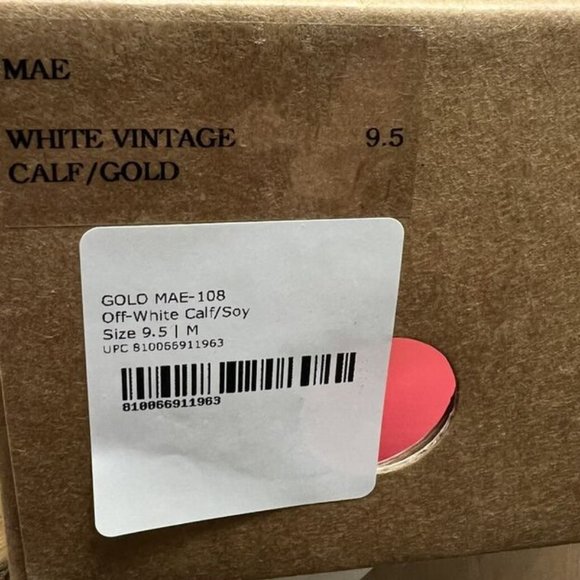 MAE
WHITE VINTAGE 9.5
CALF/GOLD
GOLO MAE-108
Off-White Calf/Soy
Size 9.5 | M
UPC 810066911963
810066911963